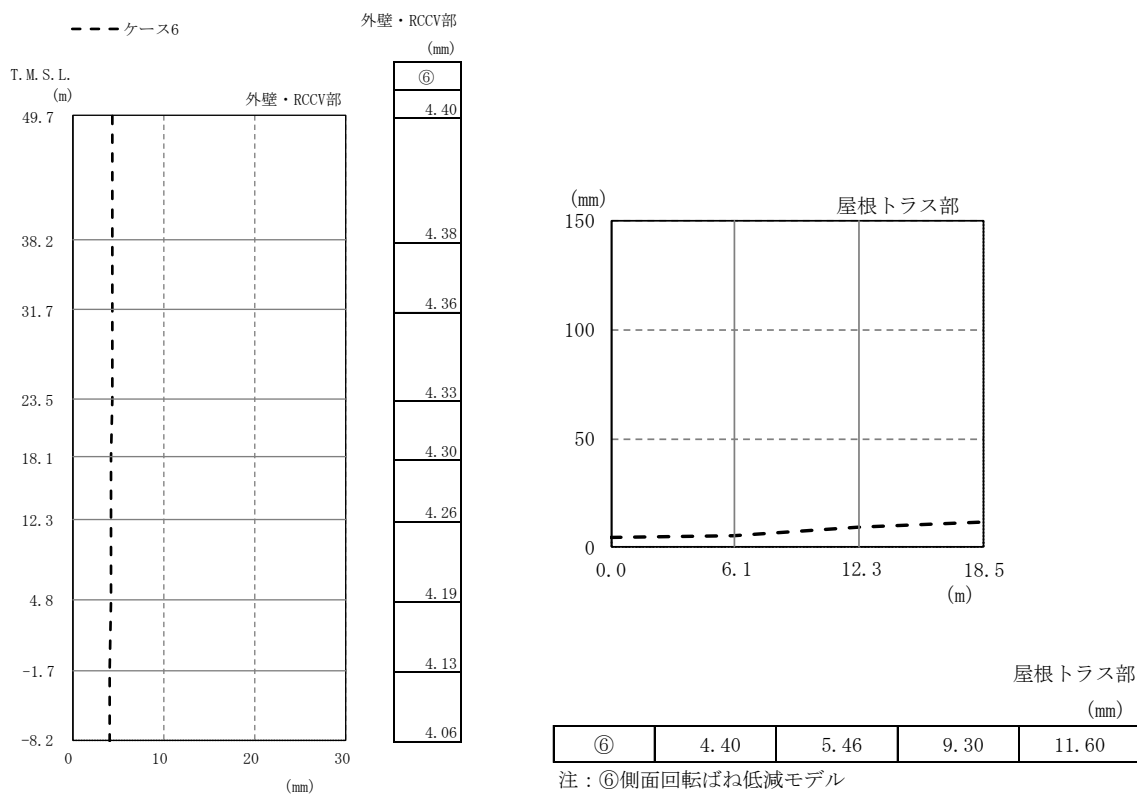 ケース6
T.M.S.L.
(m)
外壁・RCCV部
49.7
38.2
31.7
23.5
18.1
12.3
4.8
-1.7
-8.2
0 10 20 30
(mm)
外壁・RCCV部
(mm)
⑥
4.40
4.38
4.36
4.33
4.30
4.26
4.19
4.13
4.06
(mm)
屋根トラス部
150
100
50
0
0.0 6.1 12.3 18.5
(m)
屋根トラス部
(mm)
⑥ 4.40 5.46 9.30 11.60
注：⑥側面回転ばね低減モデル